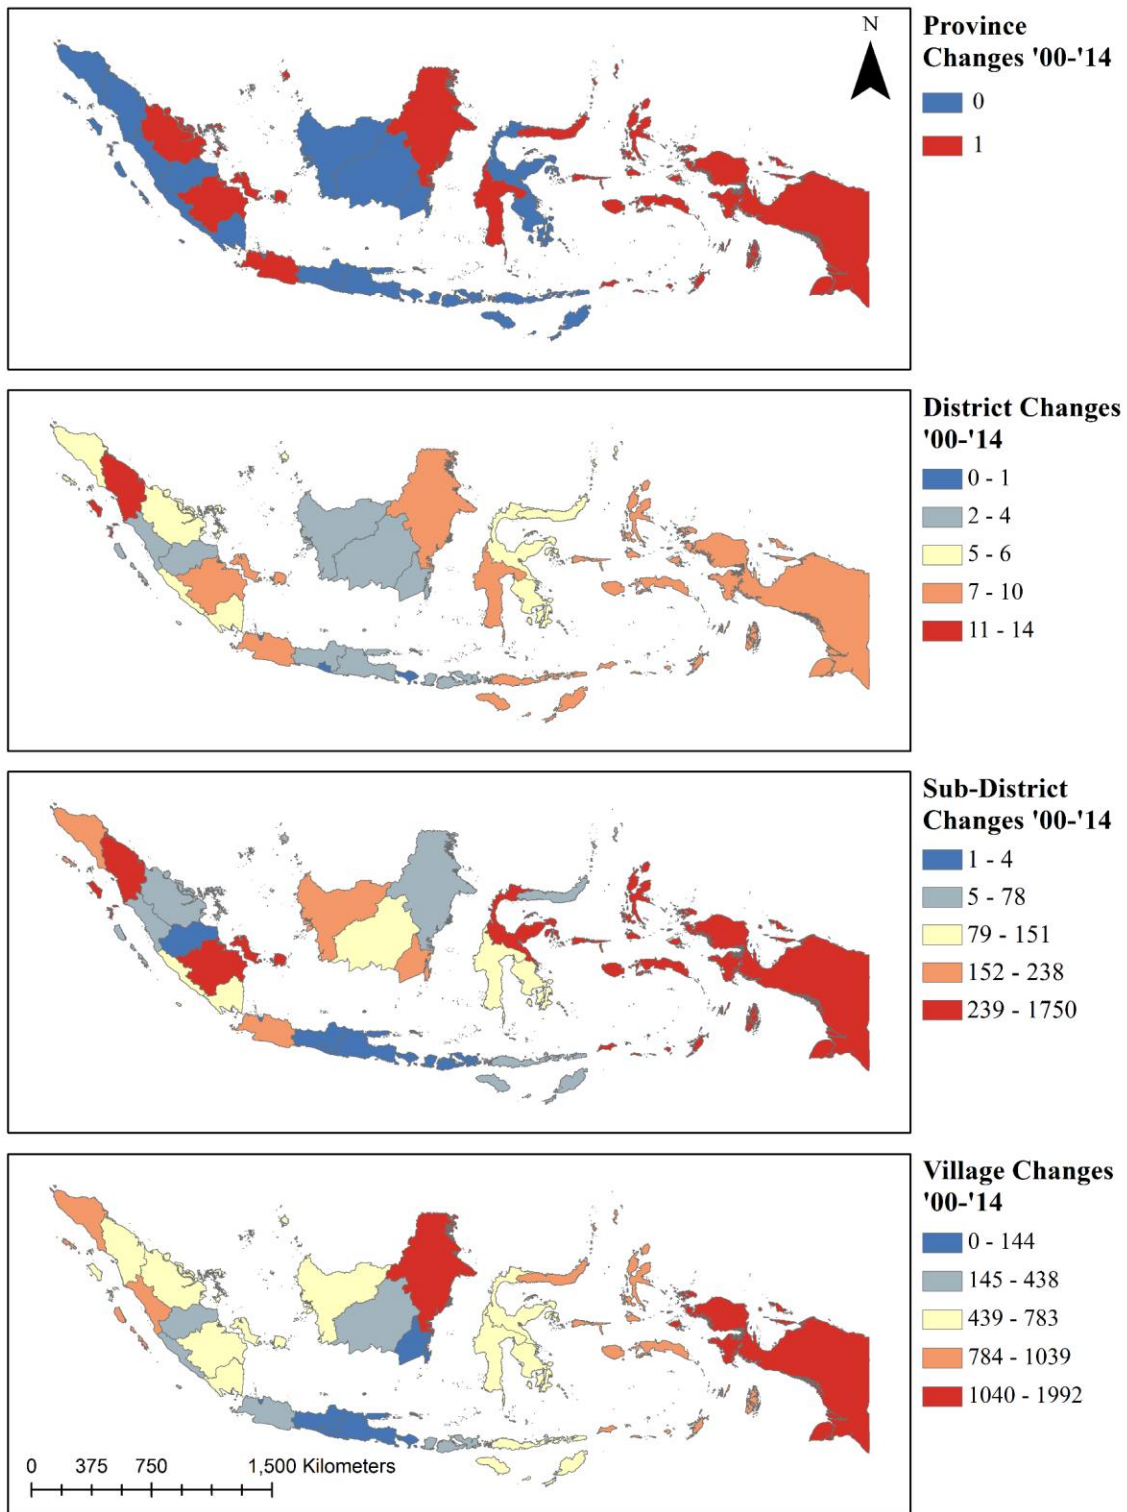 N
Province
Changes '00-'14
0
1
District Changes
'00-'14
0 - 1
2 - 4
5 - 6
7 - 10
11 - 14
Sub-District
Changes '00-'14
1 - 4
5 - 78
79 - 151
152 - 238
239 - 1750
Village Changes
'00-'14
0 - 144
145 - 438
439 - 783
784 - 1039
1040 - 1992
0 375 750 1,500 Kilometers